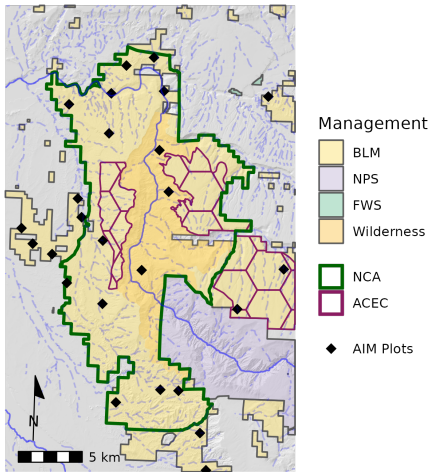 Management
BLM
NPS
FWS
Wilderness
NCA
ACEC
AIM Plots
N
5 km